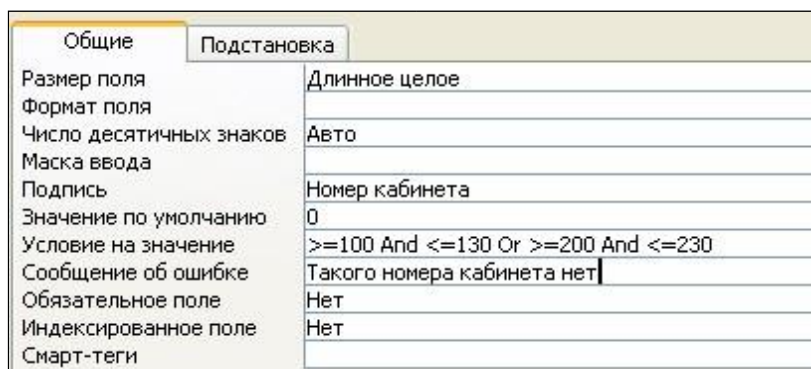 Общие Подстановка
Размер поля Длинное целое
Формат поля
Число десятичных знаков Авто
Маска ввода
Подпись Номер кабинета
Значение по умолчанию 0
Условие на значение >=100 And <=130 Or >=200 And <=230
Сообщение об ошибке Такого номера кабинета нет
Обязательное поле Нет
Индексированное поле Нет
Смарт-теги